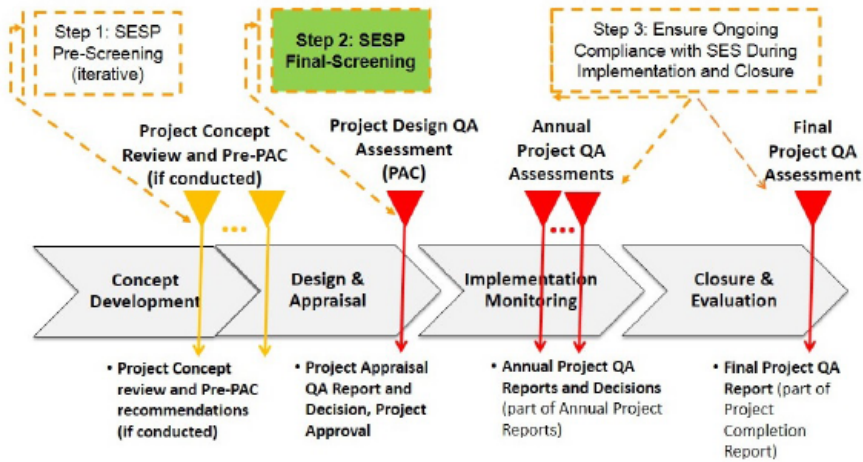 Step 1: SESP
Pre-Screening
(iterative)
Step 2: SESP
Final-Screening
Step 3: Ensure Ongoing
Compliance with SES During
Implementation and Closure
Project Concept
Review and Pre-PAC
(if conducted)
Project Design QA
Assessment
(PAC)
Annual
Project QA
Assessments
Final
Project QA
Assessment
Concept
Development
Design &
Appraisal
Implementation
Monitoring
Closure &
Evaluation
• Project Concept
review and Pre-PAC
recommendations
(if conducted)
• Project Appraisal
QA Report and
Decision, Project
Approval
• Annual Project QA
Reports and Decisions
(part of Annual Project
Reports)
• Final Project QA
Report (part of
Project
Completion
Report)